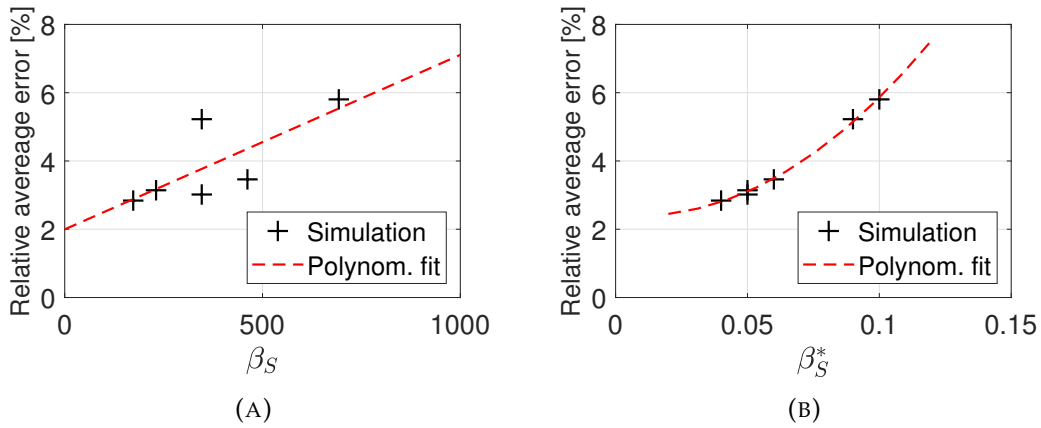 Relative avereage error [%]
8
6
4
2
0
0
500
1000
β_S
Simulation
Polynom. fit
(A)
Relative avereage error [%]
8
6
4
2
0
0
0.05
0.1
0.15
β_S^*
Simulation
Polynom. fit
(B)